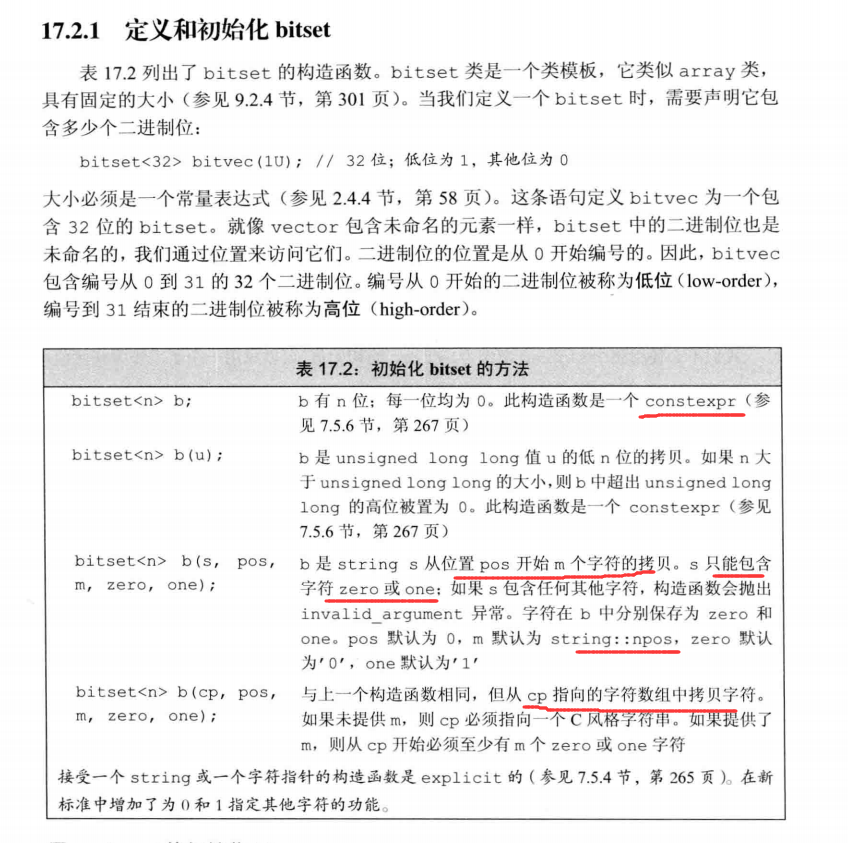 17.2.1 定义和初始化 bitset
表 17.2 列出了 bitset 的构造函数。bitset 类是一个类模板，它类似 array 类，
具有固定的大小（参见 9.2.4 节，第 301 页）。当我们定义一个 bitset 时，需要声明它包
含多少个二进制位：
bitset<32> bitvec(1U); // 32 位；低位为 1，其他位为 0
大小必须是一个常量表达式（参见 2.4.4 节，第 58 页）。这条语句定义 bitvec 为一个包
含 32 位的 bitset。就像 vector 包含未命名的元素一样，bitset 中的二进制位也是
未命名的，我们通过位置来访问它们。二进制位的位置是从 0 开始编号的。因此，bitvec
包含编号从 0 到 31 的 32 个二进制位。编号从 0 开始的二进制位被称为低位（low-order），
编号到 31 结束的二进制位被称为高位（high-order）。
表 17.2：初始化 bitset 的方法
bitset<n> b;
b 有 n 位；每一位均为 0。此构造函数是一个 constexpr（参
见 7.5.6 节，第 267 页）
bitset<n> b(u);
b 是 unsigned long long 值 u 的低 n 位的拷贝。如果 n 大
于 unsigned long long 的大小，则 b 中超出 unsigned long
long 的高位被置为 0。此构造函数是一个 constexpr（参见
7.5.6 节，第 267 页）
bitset<n> b(s, pos,
m, zero, one);
b 是 string s 从位置 pos 开始 m 个字符的拷贝。s 只能包含
字符 zero 或 one；如果 s 包含任何其他字符，构造函数会抛出
invalid_argument 异常。字符在 b 中分别保存为 zero 和
one。pos 默认为 0，m 默认为 string::npos，zero 默认
为'0'，one 默认为'1'
bitset<n> b(cp, pos,
m, zero, one);
与上一个构造函数相同，但从 cp 指向的字符数组中拷贝字符。
如果未提供 m，则 cp 必须指向一个 C 风格字符串。如果提供了
m，则从 cp 开始必须至少有 m 个 zero 或 one 字符
接受一个 string 或一个字符指针的构造函数是 explicit 的（参见 7.5.4 节，第 265 页）。在新
标准中增加了为 0 和 1 指定其他字符的功能。